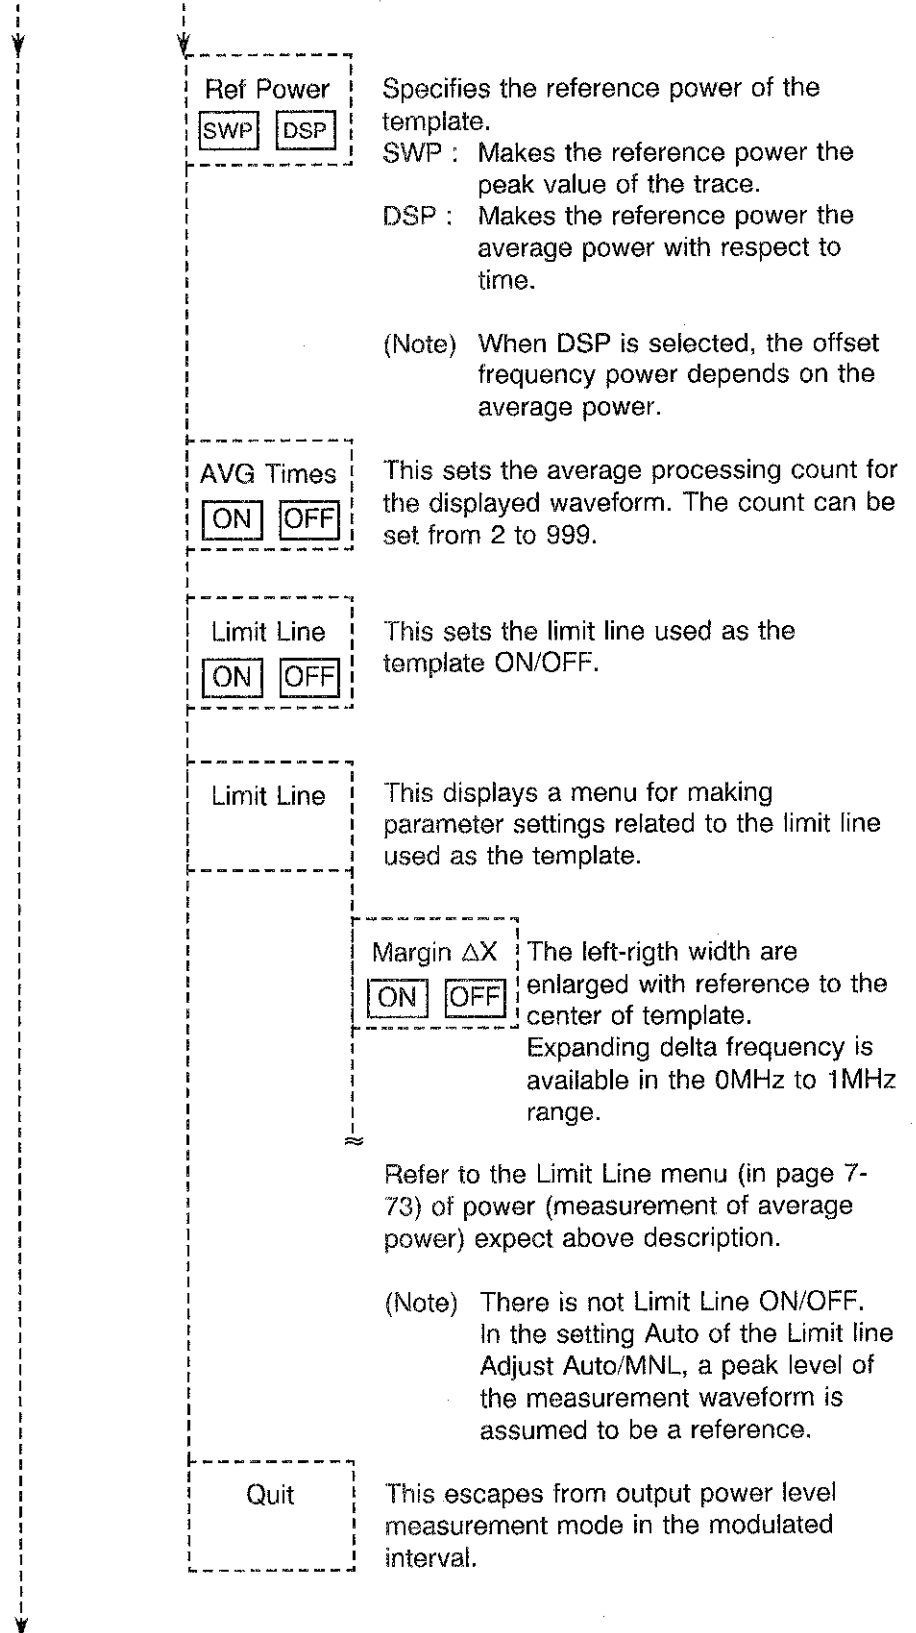 Ref Power
SWP DSP
Specifies the reference power of the
template.
SWP : Makes the reference power the
peak value of the trace.
DSP : Makes the reference power the
average power with respect to
time.
(Note) When DSP is selected, the offset
frequency power depends on the
average power.
AVG Times
ON OFF
This sets the average processing count for
the displayed waveform. The count can be
set from 2 to 999.
Limit Line
ON OFF
This sets the limit line used as the
template ON/OFF.
Limit Line
This displays a menu for making
parameter settings related to the limit line
used as the template.
Margin ΔX
ON OFF
The left-rigth width are
enlarged with reference to the
center of template.
Expanding delta frequency is
available in the 0MHz to 1MHz
range.
Refer to the Limit Line menu (in page 7-
73) of power (measurement of average
power) expect above description.
(Note) There is not Limit Line ON/OFF.
In the setting Auto of the Limit line
Adjust Auto/MNL, a peak level of
the measurement waveform is
assumed to be a reference.
Quit
This escapes from output power level
measurement mode in the modulated
interval.